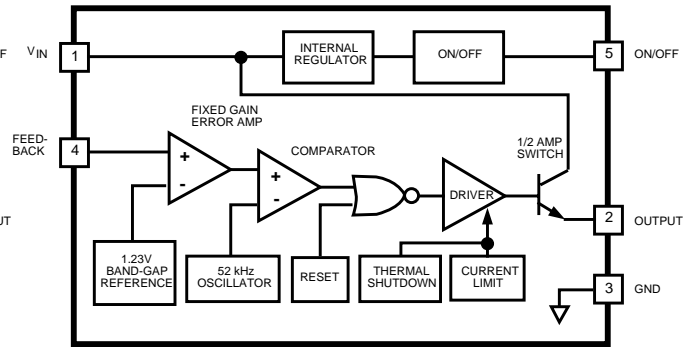 F
V IN
1
INTERNAL
REGULATOR
ON/OFF
5
ON/OFF
FIXED GAIN
ERROR AMP
FEED-
BACK
4
COMPARATOR
1/2 AMP
SWITCH
+
-
+
-
DRIVER
2
OUTPUT
UT
1.23V
BAND-GAP
REFERENCE
52 kHz
OSCILLATOR
RESET
THERMAL
SHUTDOWN
CURRENT
LIMIT
3
GND